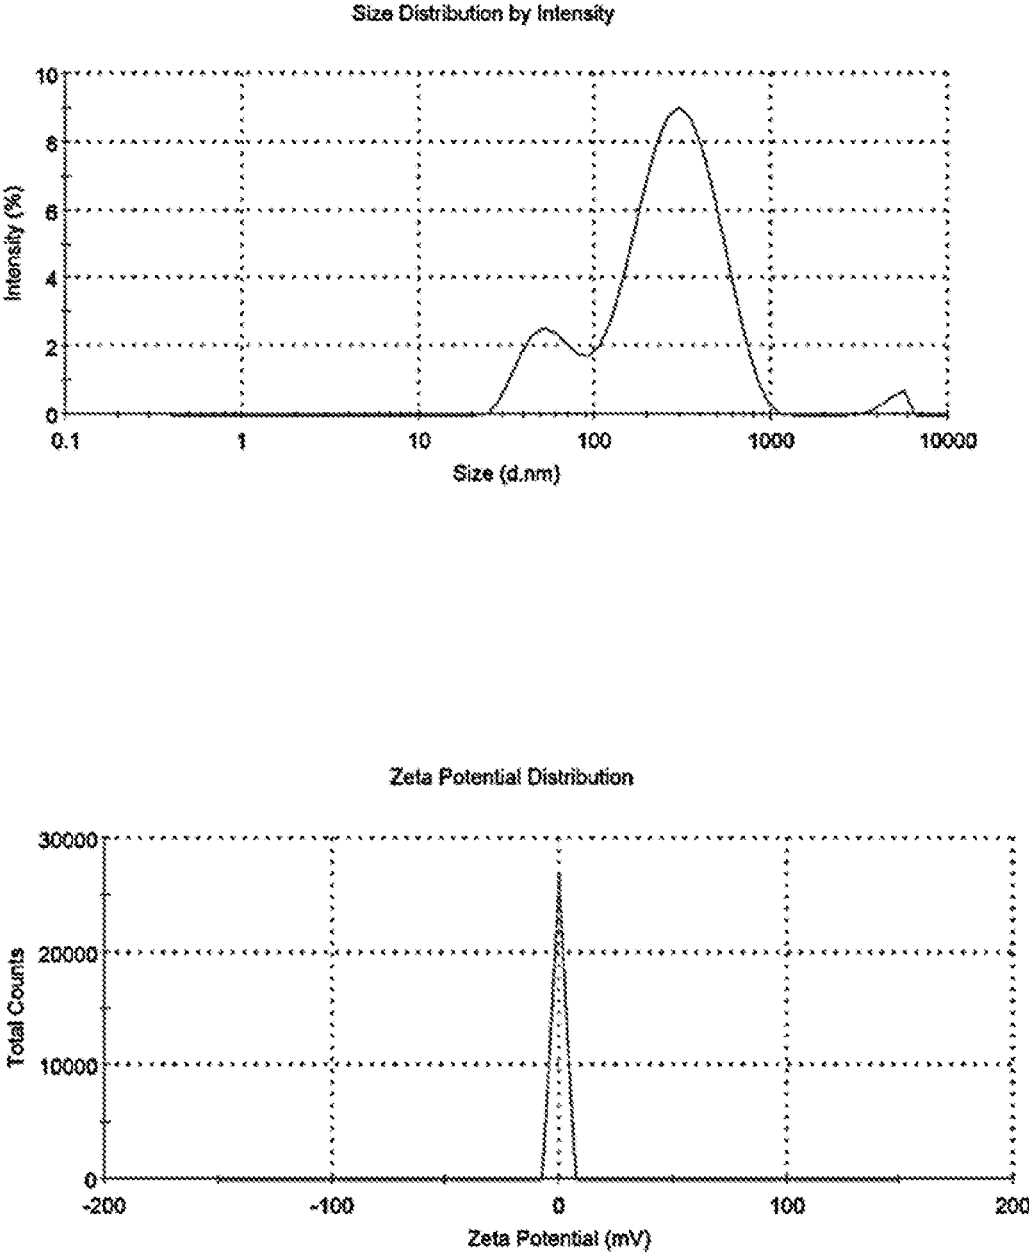 Size Distribution by Intensity
10
8
6
4
2
0
Intensity (%)
0.1 1 10 100 1000 10000
Size (d.nm)
Zeta Potential Distribution
30000
20000
10000
0
Total Counts
-200 -100 0 100 200
Zeta Potential (mV)